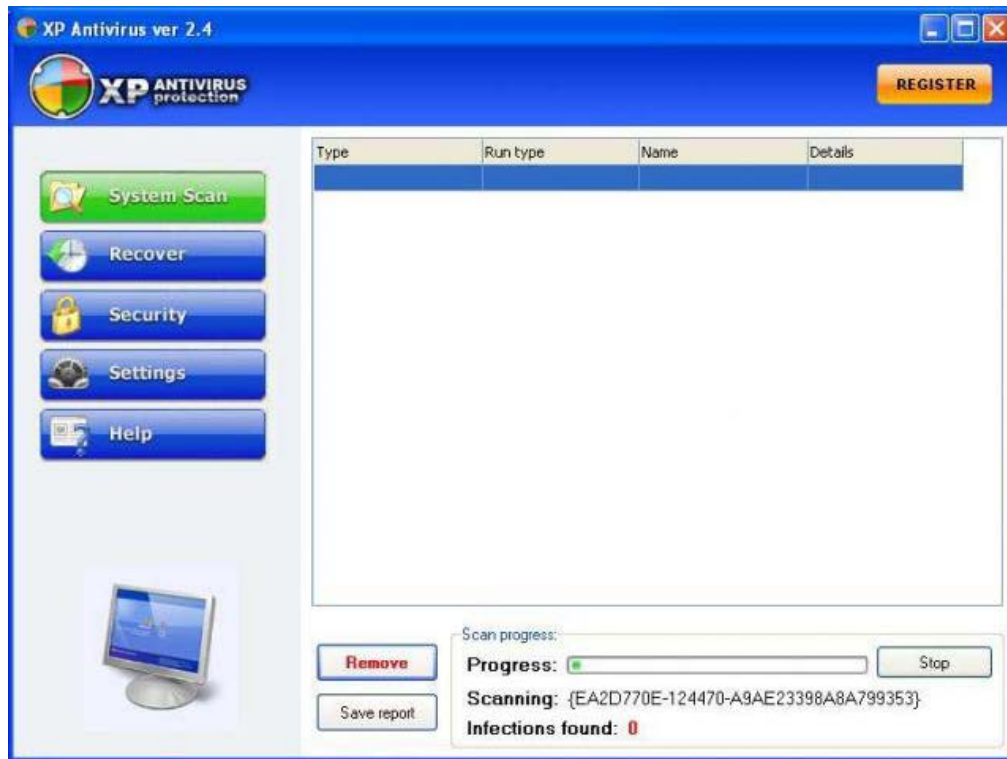 XP Antivirus ver 2.4
XP ANTIVIRUS
protection
REGISTER
Type Run type Name Details
System Scan
Recover
Security
Settings
Help
Scan progress:
Remove
Progress:
Stop
Scanning: {EA2D770E-124470-A9AE23398A8A799353}
Save report
Infections found: 0